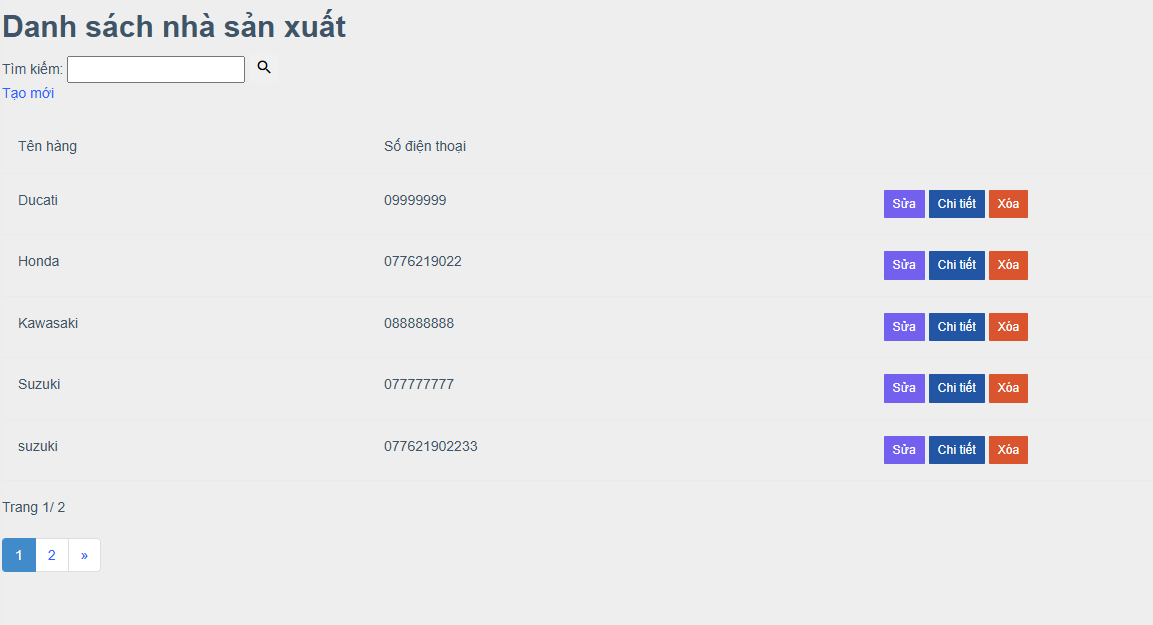 Danh sách nhà sản xuất
Tìm kiếm:
Tạo mới
Tên hàng Số điện thoại
Ducati 09999999 Sửa Chi tiết Xóa
Honda 0776219022 Sửa Chi tiết Xóa
Kawasaki 088888888 Sửa Chi tiết Xóa
Suzuki 077777777 Sửa Chi tiết Xóa
suzuki 077621902233 Sửa Chi tiết Xóa
Trang 1/ 2
1 2 »